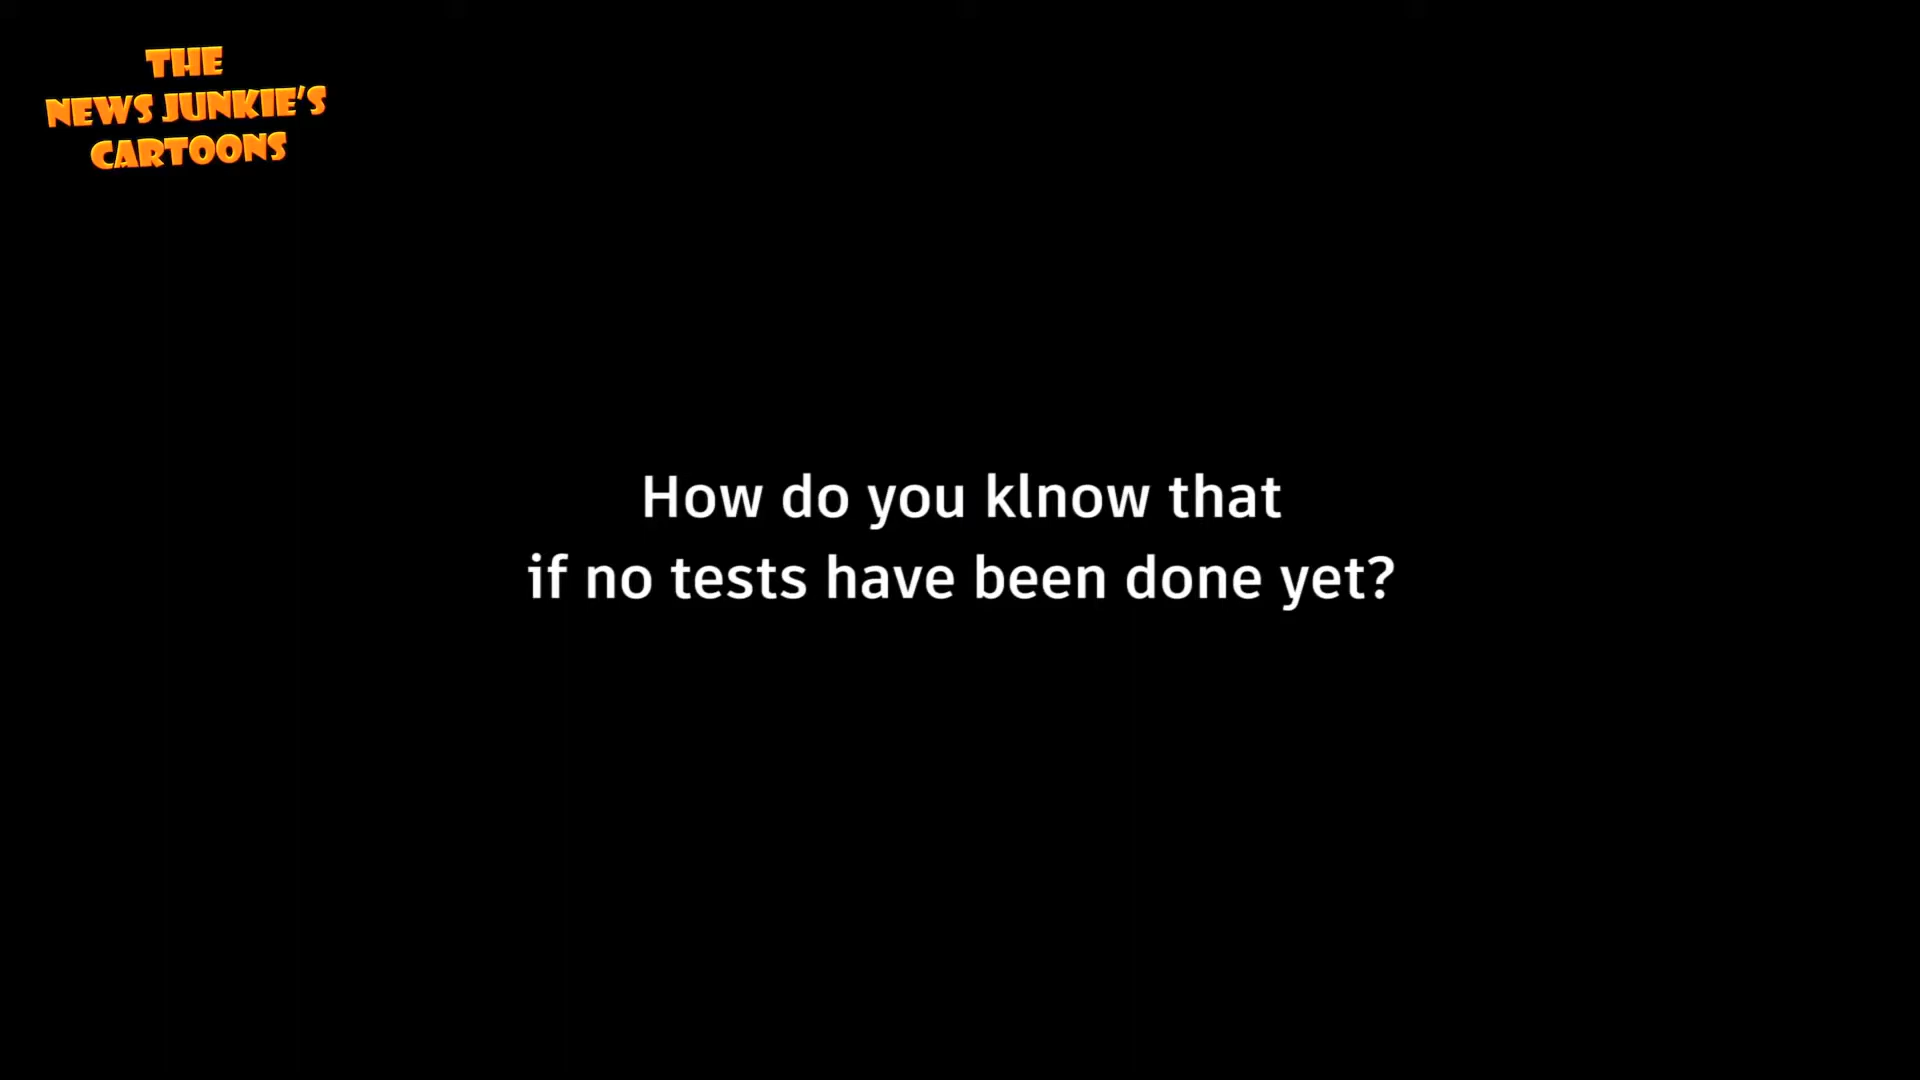 THE
NEWS JUNKIE'S
CARTOONS
How do you klnow that
if no tests have been done yet?